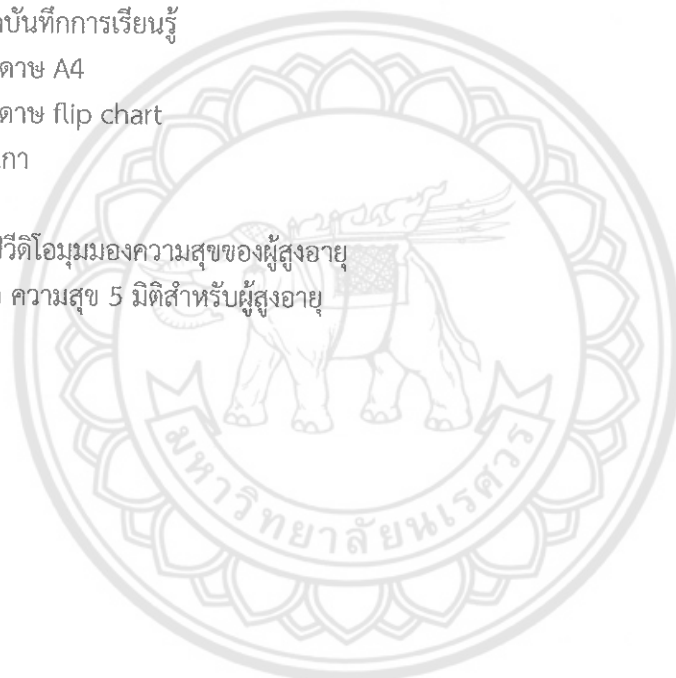 บันทึกการเรียนรู้
ดาษ A4
ดาษ flip chart
กา
วีดิโอมุมมองความสุขของผู้สูงอายุ
ความสุข 5 มิติสำหรับผู้สูงอายุ
มหาวิทยาลัยนเรศวร